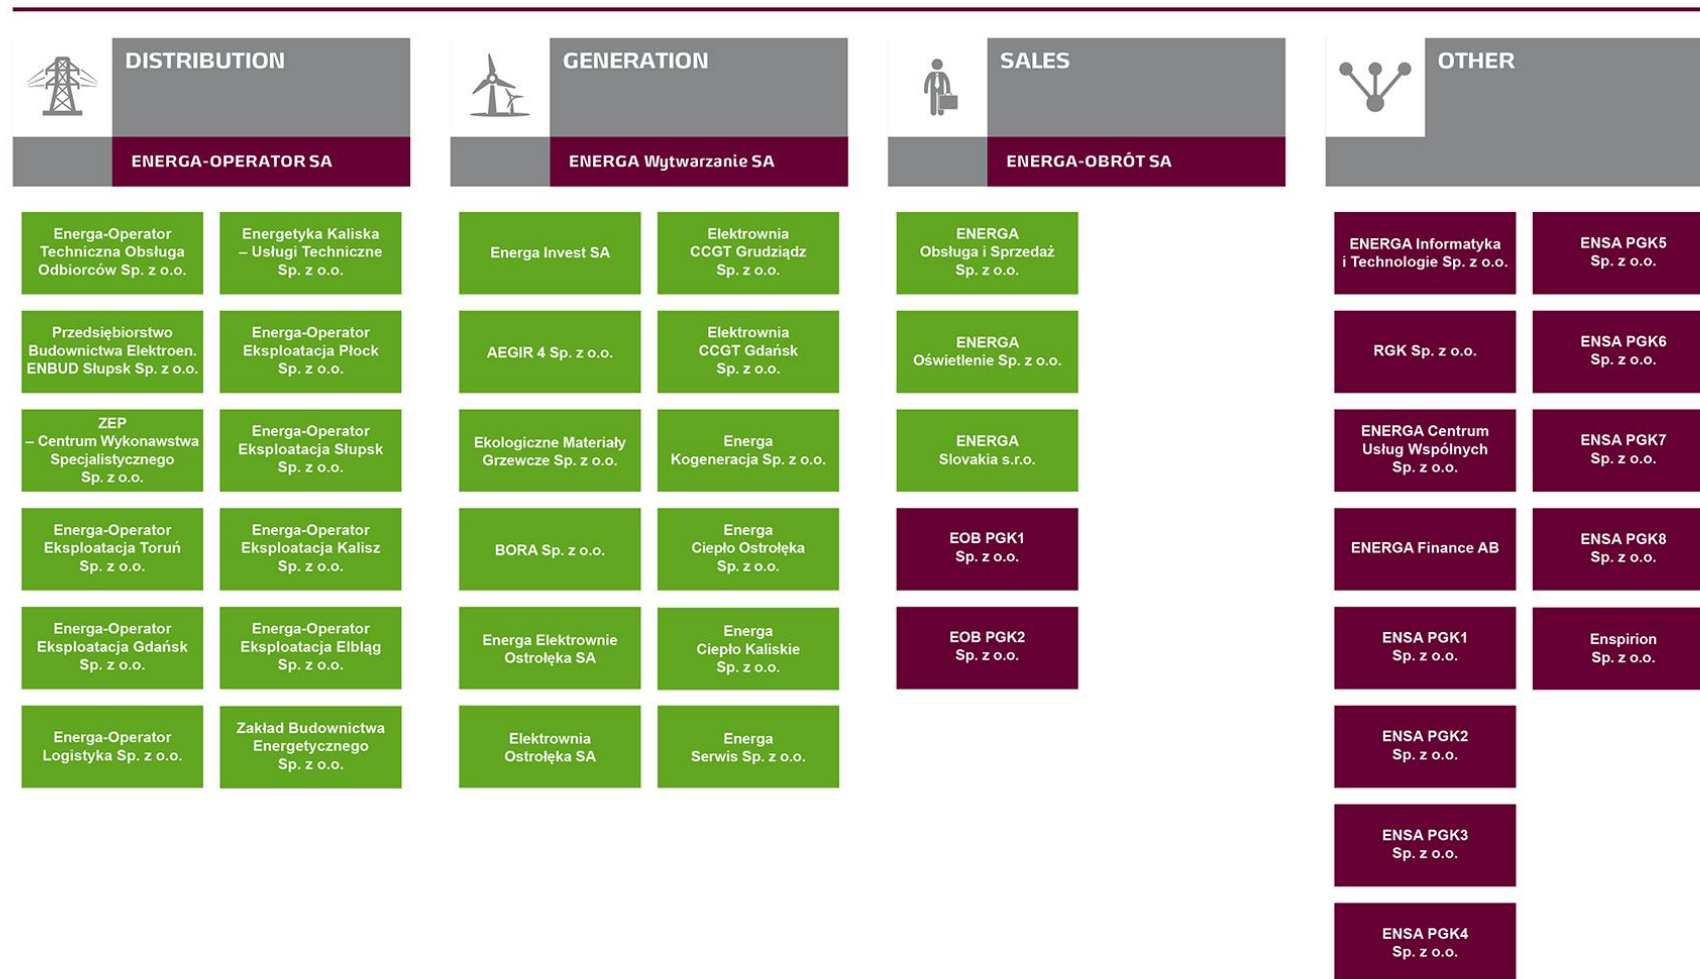 DISTRIBUTION
ENERGA-OPERATOR SA
Energa-Operator
Techniczna Obsługa
Odbiorców Sp. z o.o.
Energetyka Kaliska
– Usługi Techniczne
Sp. z o.o.
Przedsiębiorstwo
Budownictwa Elektroen.
ENBUD Słupsk Sp. z o.o.
Energa-Operator
Eksploatacja Płock
Sp. z o.o.
ZEP
– Centrum Wykonawstwa
Specjalistycznego
Sp. z o.o.
Energa-Operator
Eksploatacja Słupsk
Sp. z o.o.
Energa-Operator
Eksploatacja Toruń
Sp. z o.o.
Energa-Operator
Eksploatacja Kalisz
Sp. z o.o.
Energa-Operator
Eksploatacja Gdańsk
Sp. z o.o.
Energa-Operator
Eksploatacja Elbląg
Sp. z o.o.
Energa-Operator
Logistyka Sp. z o.o.
Zakład Budownictwa
Energetycznego
Sp. z o.o.
GENERATION
ENERGA Wytwarzanie SA
Energa Invest SA
Elektrownia
CCGT Grudziądz
Sp. z o.o.
AEGIR 4 Sp. z o.o.
Elektrownia
CCGT Gdańsk
Sp. z o.o.
Ekologiczne Materiały
Grzewcze Sp. z o.o.
Energa
Kogeneracja Sp. z o.o.
BORA Sp. z o.o.
Energa
Ciepło Ostrołęka
Sp. z o.o.
Energa Elektrownie
Ostrołęka SA
Energa
Ciepło Kaliskie
Sp. z o.o.
Elektrownia
Ostrołęka SA
Energa
Serwis Sp. z o.o.
SALES
ENERGA-OBRÓT SA
ENERGA
Obsługa i Sprzedaż
Sp. z o.o.
ENERGA
Oświetlenie Sp. z o.o.
ENERGA
Slovakia s.r.o.
EOB PGK1
Sp. z o.o.
EOB PGK2
Sp. z o.o.
OTHER
ENERGA Informatyka
i Technologie Sp. z o.o.
ENSA PGK5
Sp. z o.o.
RGK Sp. z o.o.
ENSA PGK6
Sp. z o.o.
ENERGA Centrum
Usług Wspólnych
Sp. z o.o.
ENSA PGK7
Sp. z o.o.
ENERGA Finance AB
ENSA PGK8
Sp. z o.o.
ENSA PGK1
Sp. z o.o.
Enspirion
Sp. z o.o.
ENSA PGK2
Sp. z o.o.
ENSA PGK3
Sp. z o.o.
ENSA PGK4
Sp. z o.o.